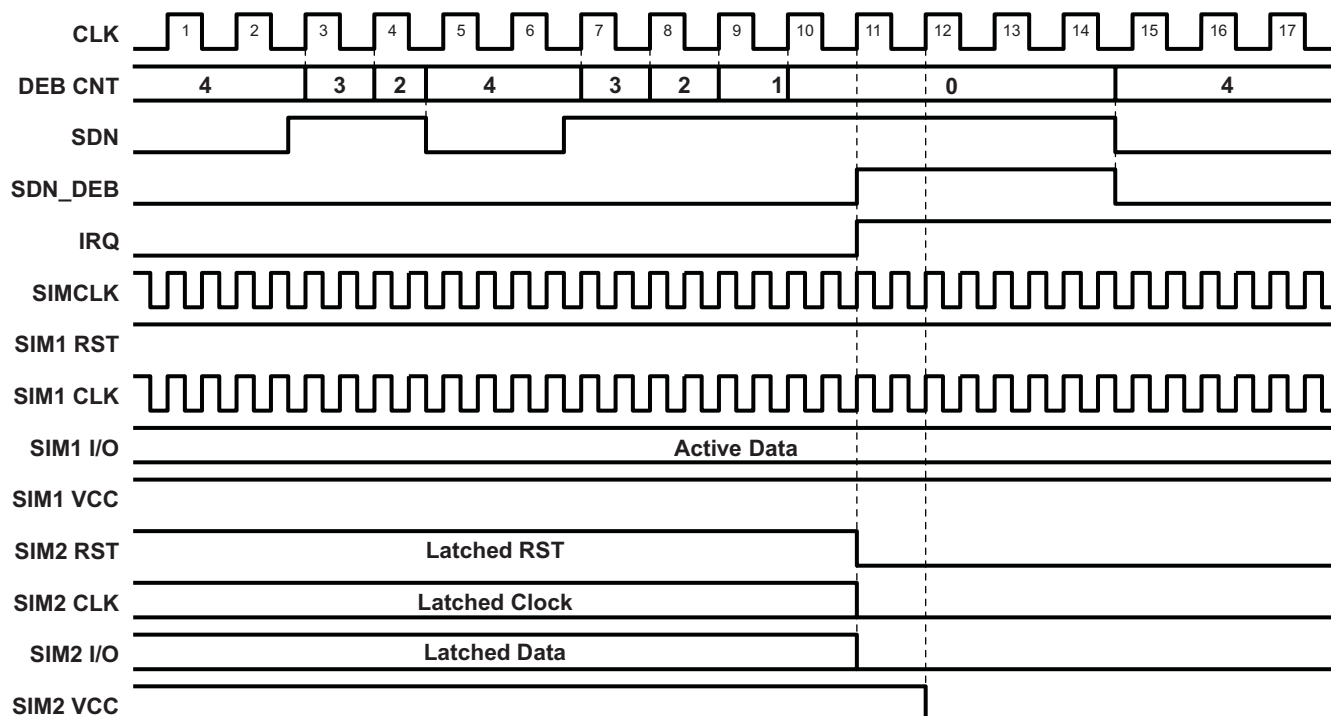 CLK 1 2 3 4 5 6 7 8 9 10 11 12 13 14 15 16 17
DEB CNT 4 3 2 4 3 2 1 0 4
SDN
SDN_DEB
IRQ
SIMCLK
SIM1 RST
SIM1 CLK
SIM1 I/O Active Data
SIM1 VCC
SIM2 RST Latched RST
SIM2 CLK Latched Clock
SIM2 I/O Latched Data
SIM2 VCC